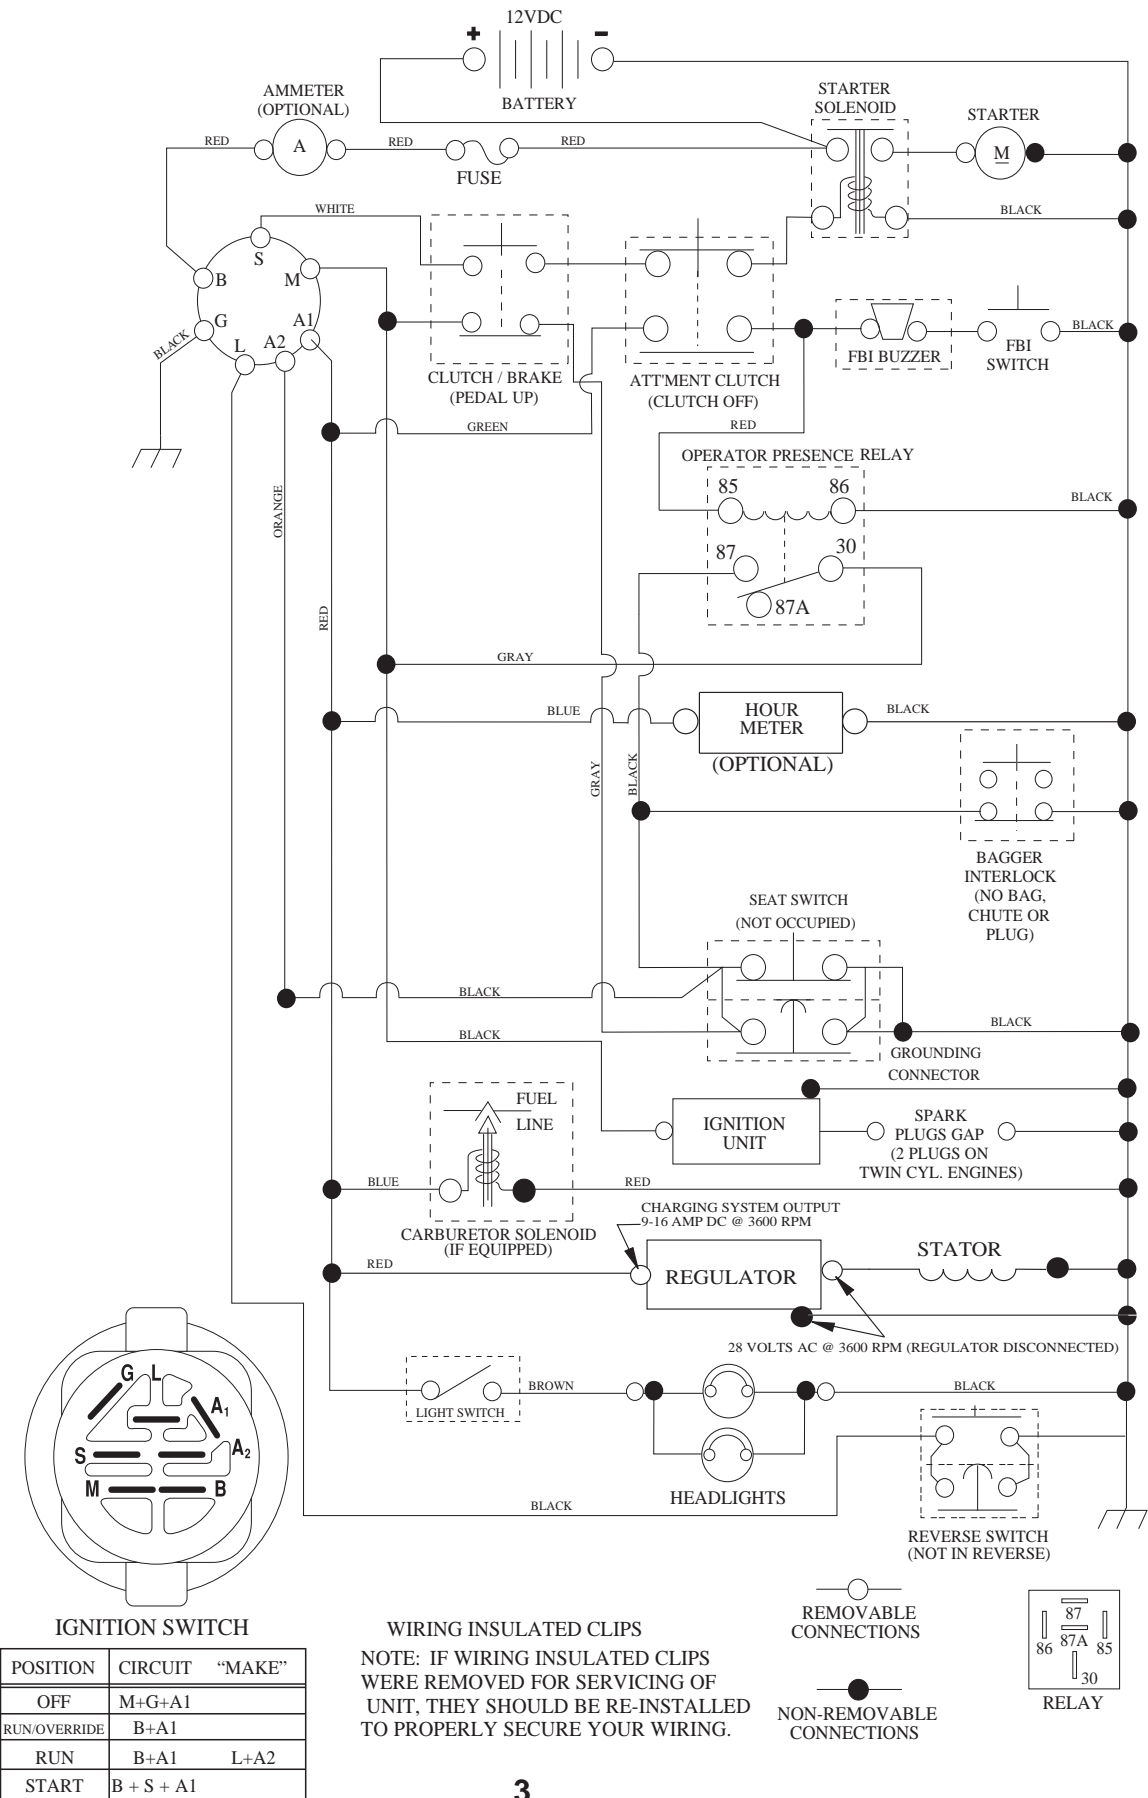 12VDC
+
–
BATTERY
AMMETER
(OPTIONAL)
STARTER
SOLENOID
STARTER
RED
A
RED
RED
FUSE
M
WHITE
BLACK
S
B
M
G
A1
L
A2
BLACK
CLUTCH / BRAKE
(PEDAL UP)
ATT'MENT CLUTCH
(CLUTCH OFF)
FBI BUZZER
FBI
SWITCH
BLACK
GREEN
RED
OPERATOR PRESENCE RELAY
85
86
BLACK
ORANGE
87
30
87A
RED
GRAY
BLUE
HOUR
METER
BLACK
(OPTIONAL)
GRAY
BLACK
BAGGER
INTERLOCK
(NO BAG,
CHUTE OR
PLUG)
SEAT SWITCH
(NOT OCCUPIED)
BLACK
BLACK
BLACK
GROUNDING
CONNECTOR
FUEL
LINE
IGNITION
UNIT
SPARK
PLUGS GAP
(2 PLUGS ON
TWIN CYL. ENGINES)
BLUE
RED
CARBURETOR SOLENOID
(IF EQUIPPED)
CHARGING SYSTEM OUTPUT
9-16 AMP DC @ 3600 RPM
RED
REGULATOR
STATOR
28 VOLTS AC @ 3600 RPM (REGULATOR DISCONNECTED)
LIGHT SWITCH
BROWN
BLACK
HEADLIGHTS
BLACK
REVERSE SWITCH
(NOT IN REVERSE)
G
L
A1
S
A2
M
B
IGNITION SWITCH
POSITION CIRCUIT “MAKE”
OFF M+G+A1
RUN/OVERRIDE B+A1
RUN B+A1 L+A2
START B + S + A1
WIRING INSULATED CLIPS
NOTE: IF WIRING INSULATED CLIPS
WERE REMOVED FOR SERVICING OF
UNIT, THEY SHOULD BE RE-INSTALLED
TO PROPERLY SECURE YOUR WIRING.
REMOVABLE
CONNECTIONS
NON-REMOVABLE
CONNECTIONS
87
86
87A
85
30
RELAY
3